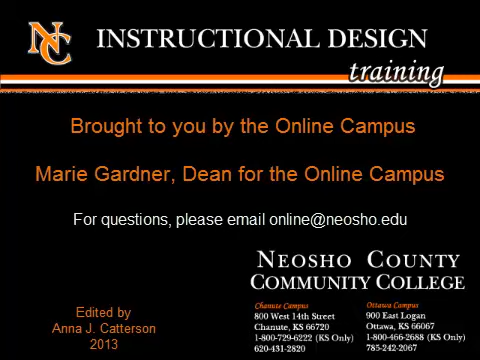 NC INSTRUCTIONAL DESIGN
training
Brought to you by the Online Campus
Marie Gardner, Dean for the Online Campus
For questions, please email online@neosho.edu
NEOSHO COUNTY
COMMUNITY COLLEGE
Chanute Campus
800 West 14th Street
Chanute, KS 66720
1-800-729-6222 (KS Only)
620-431-2820
Ottawa Campus
900 East Logan
Ottawa, KS 66067
1-800-466-2688 (KS Only)
785-242-2067
Edited by
Anna J. Catterson
2013